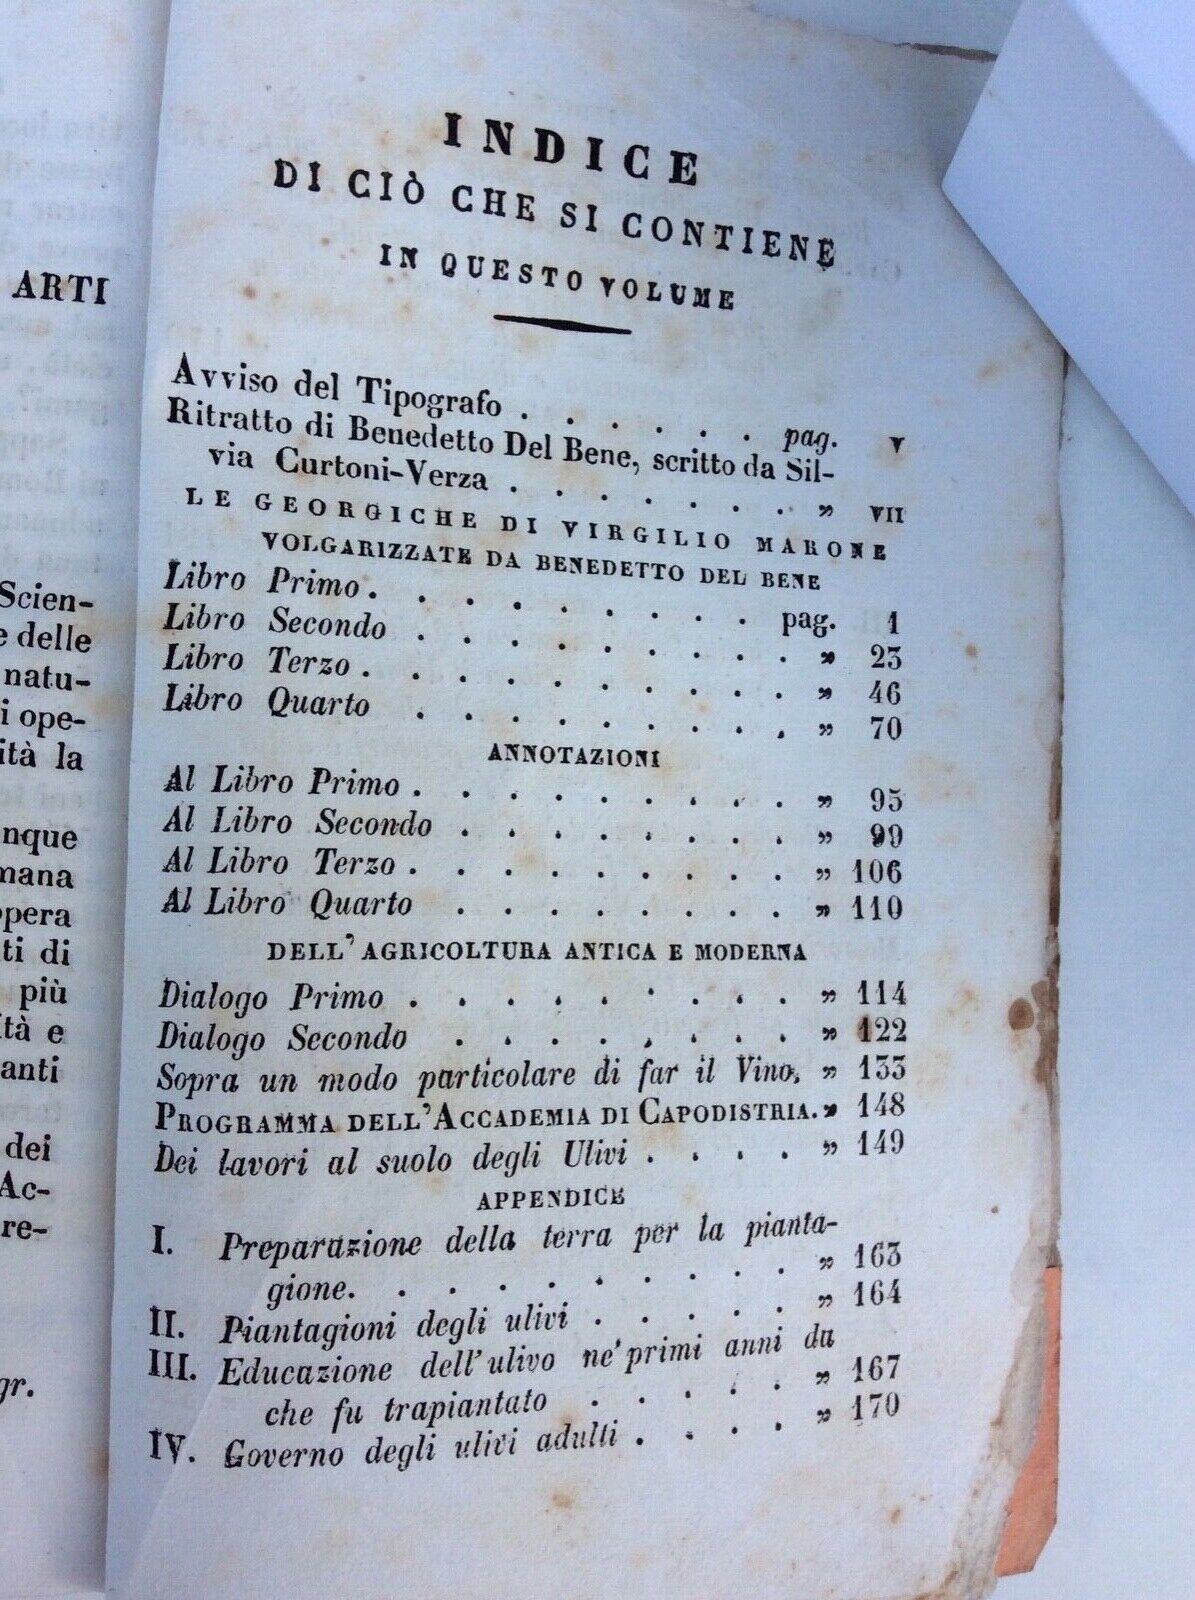 INDICE
DI CIÒ CHE SI CONTIENE
IN QUESTO VOLUME
Avviso del Tipografo . . . . . . pag. V
Ritratto di Benedetto Del Bene, scritto da Sil-
via Curtoni-Verza . . . . . . . „ VII
LE GEORGICHE DI VIRGILIO MARONE
VOLGARIZZATE DA BENEDETTO DEL BENE
Libro Primo . . . . . . . . . pag. 1
Libro Secondo . . . . . . . . . „ 23
Libro Terzo . . . . . . . . . . „ 46
Libro Quarto . . . . . . . . . „ 70
ANNOTAZIONI
Al Libro Primo . . . . . . . . . „ 95
Al Libro Secondo . . . . . . . . „ 99
Al Libro Terzo . . . . . . . . . „ 106
Al Libro Quarto . . . . . . . . „ 110
DELL'AGRICOLTURA ANTICA E MODERNA
Dialogo Primo . . . . . . . . . „ 114
Dialogo Secondo . . . . . . . . „ 122
Sopra un modo particolare di far il Vino. „ 133
PROGRAMMA DELL'ACCADEMIA DI CAPODISTRIA. „ 148
Dei lavori al suolo degli Ulivi . . . . „ 149
APPENDICE
I. Preparazione della terra per la pianta-
gione. . . . . . . . . . „ 163
II. Piantagioni degli ulivi . . . . . „ 164
III. Educazione dell'ulivo ne' primi anni da
che fu trapiantato . . . . . „ 167
IV. Governo degli ulivi adulti . . . . „ 170
ARTI
Scien-
e delle
natu-
i ope-
ità la
nque
mana
opera
ti di
più
tà e
anti
dei
Ac-
re-
gr.